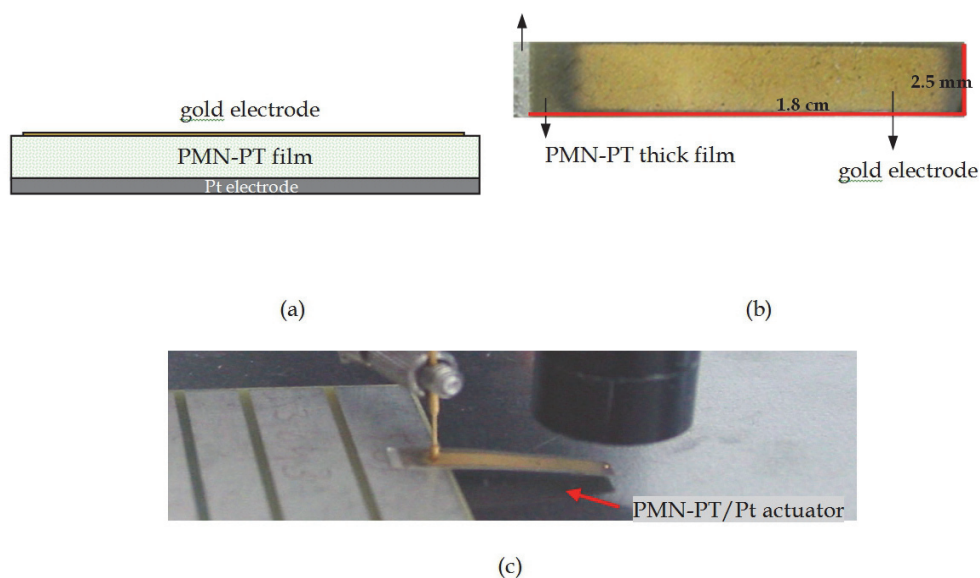 gold electrode
PMN-PT film
Pt electrode
(a)
2.5 mm
1.8 cm
PMN-PT thick film
gold electrode
(b)
PMN-PT/Pt actuator
(c)